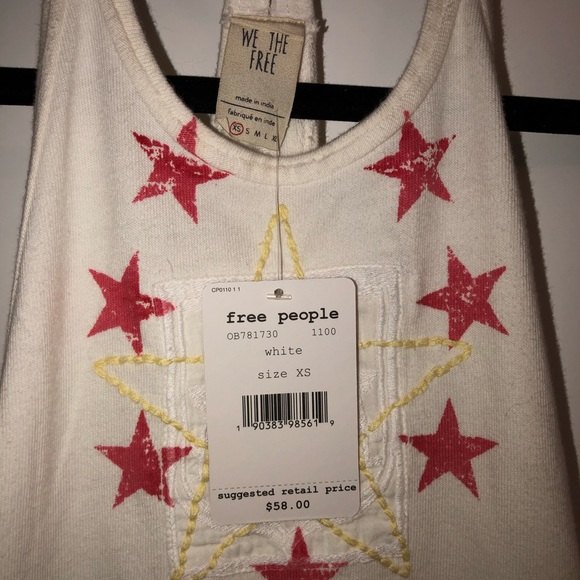 WE THE
FREE
made in india
fabriqué en inde
XS S M L
CP0110 1 1
free people
OB781730 1100
white
size XS
1 90383 98561 9
suggested retail price
$58.00